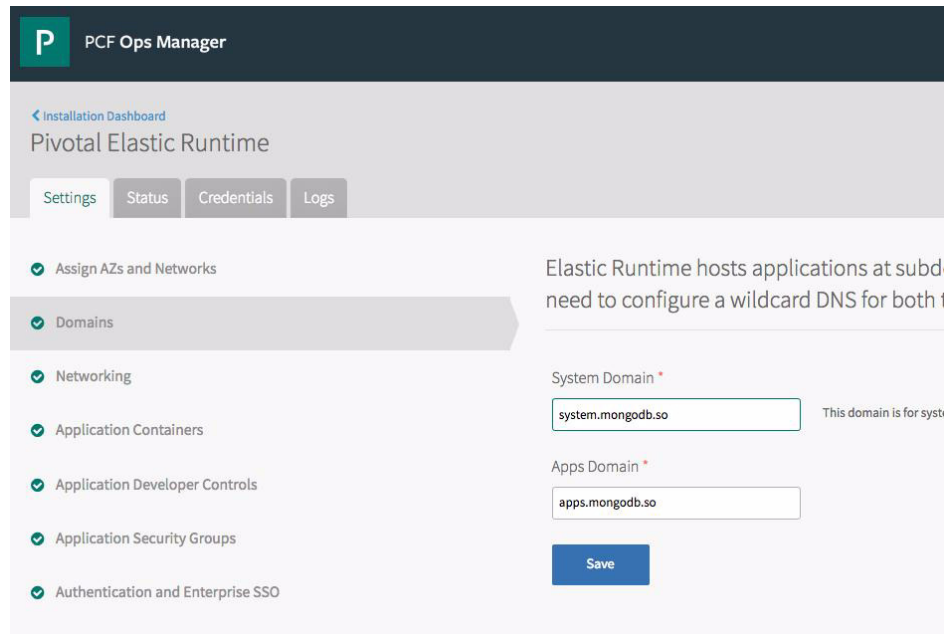 P
PCF Ops Manager
Installation Dashboard
Pivotal Elastic Runtime
Settings
Status
Credentials
Logs
Assign AZs and Networks
Domains
Networking
Application Containers
Application Developer Controls
Application Security Groups
Authentication and Enterprise SSO
Elastic Runtime hosts applications at
need to configure a wildcard DNS for both
System Domain *
system.mongodb.so
This domain is for
Apps Domain *
apps.mongodb.so
Save